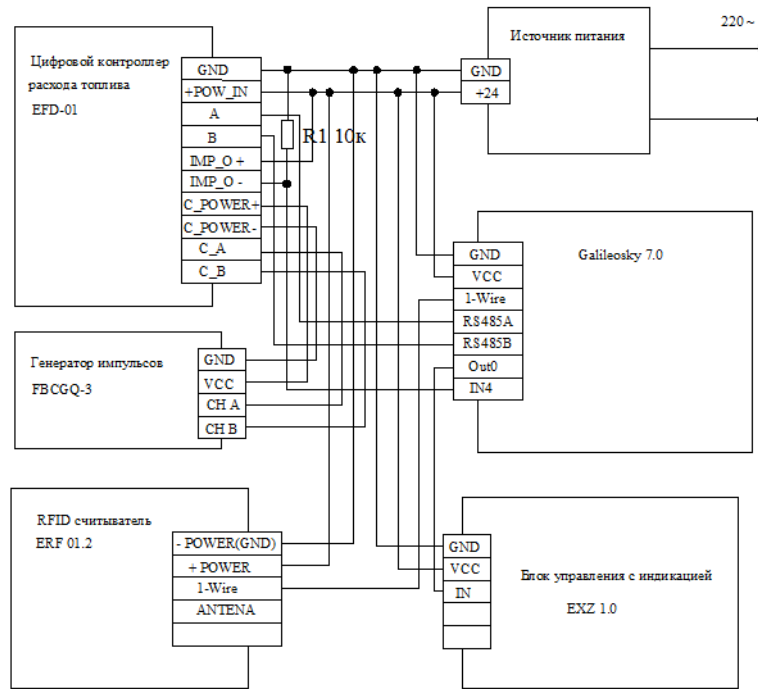 Цифровой контроллер
расхода топлива
EFD-01
GND
+POW_IN
A
B
IMP_O +
IMP_O -
C_POWER+
C_POWER-
C_A
C_B
R1 10к
Источник питания
220 ~
GND
+24
Galileosky 7.0
GND
VCC
1-Wire
RS485A
RS485B
Out0
IN4
Генератор импульсов
FBCGQ-3
GND
VCC
CH A
CH B
RFID считыватель
ERF 01.2
- POWER(GND)
+ POWER
1-Wire
ANTENA
GND
VCC
IN
Блок управления с индикацией
EXZ 1.0